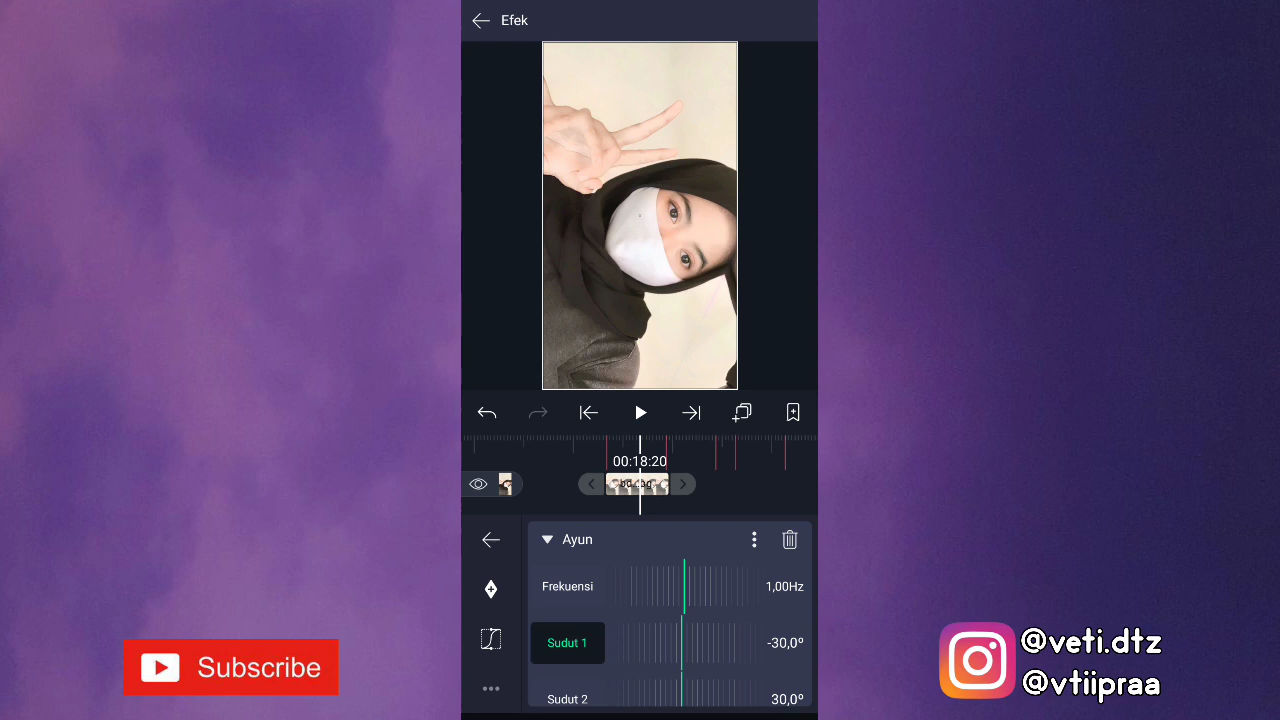 Efek
00:18:20
Ayun
Frekuensi
1,00Hz
Sudut 1
-30,0º
Sudut 2
30,0º
Subscribe
@veti.dtz
@vtiipraa